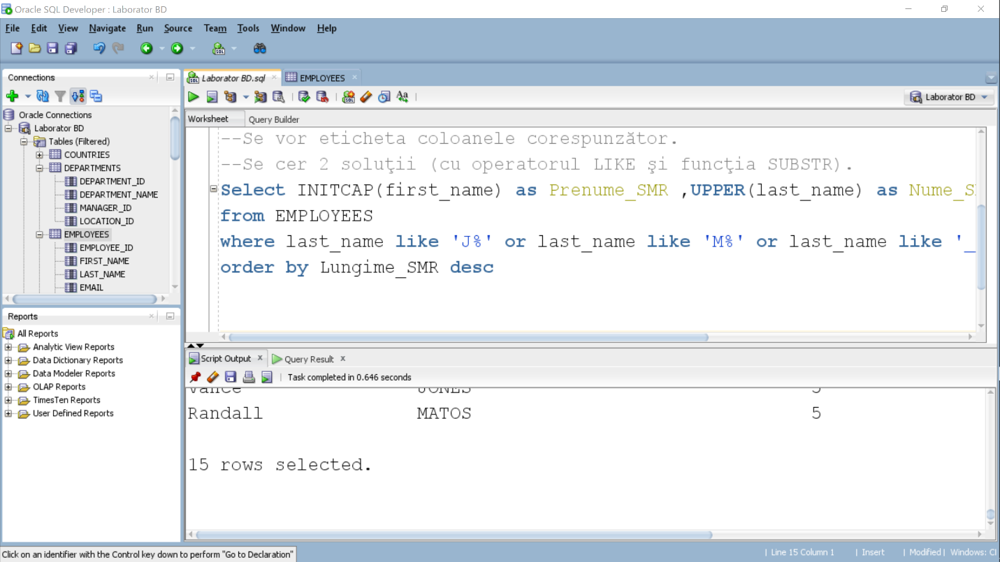 Oracle SQL Developer : Laborator BD
File Edit View Navigate Run Source Team Tools Window Help
Connections
Oracle Connections
Laborator BD
Tables (Filtered)
COUNTRIES
DEPARTMENTS
DEPARTMENT_ID
DEPARTMENT_NAME
MANAGER_ID
LOCATION_ID
EMPLOYEES
EMPLOYEE_ID
FIRST_NAME
LAST_NAME
EMAIL
Reports
All Reports
Analytic View Reports
Data Dictionary Reports
Data Modeler Reports
OLAP Reports
TimesTen Reports
User Defined Reports
Laborator BD.sql EMPLOYEES
Laborator BD
Worksheet Query Builder
--Se vor eticheta coloanele corespunzător.
--Se cer 2 soluţii (cu operatorul LIKE şi funcţia SUBSTR).
Select INITCAP(first_name) as Prenume_SMR ,UPPER(last_name) as Nume_S
from EMPLOYEES
where last_name like 'J%' or last_name like 'M%' or last_name like '_
order by Lungime_SMR desc
Script Output x Query Result x
Task completed in 0.646 seconds
Vance JONES 5
Randall MATOS 5
15 rows selected.
Click on an identifier with the Control key down to perform "Go to Declaration"
| Line 15 Column 1 | Insert | Modified | Windows: Cl